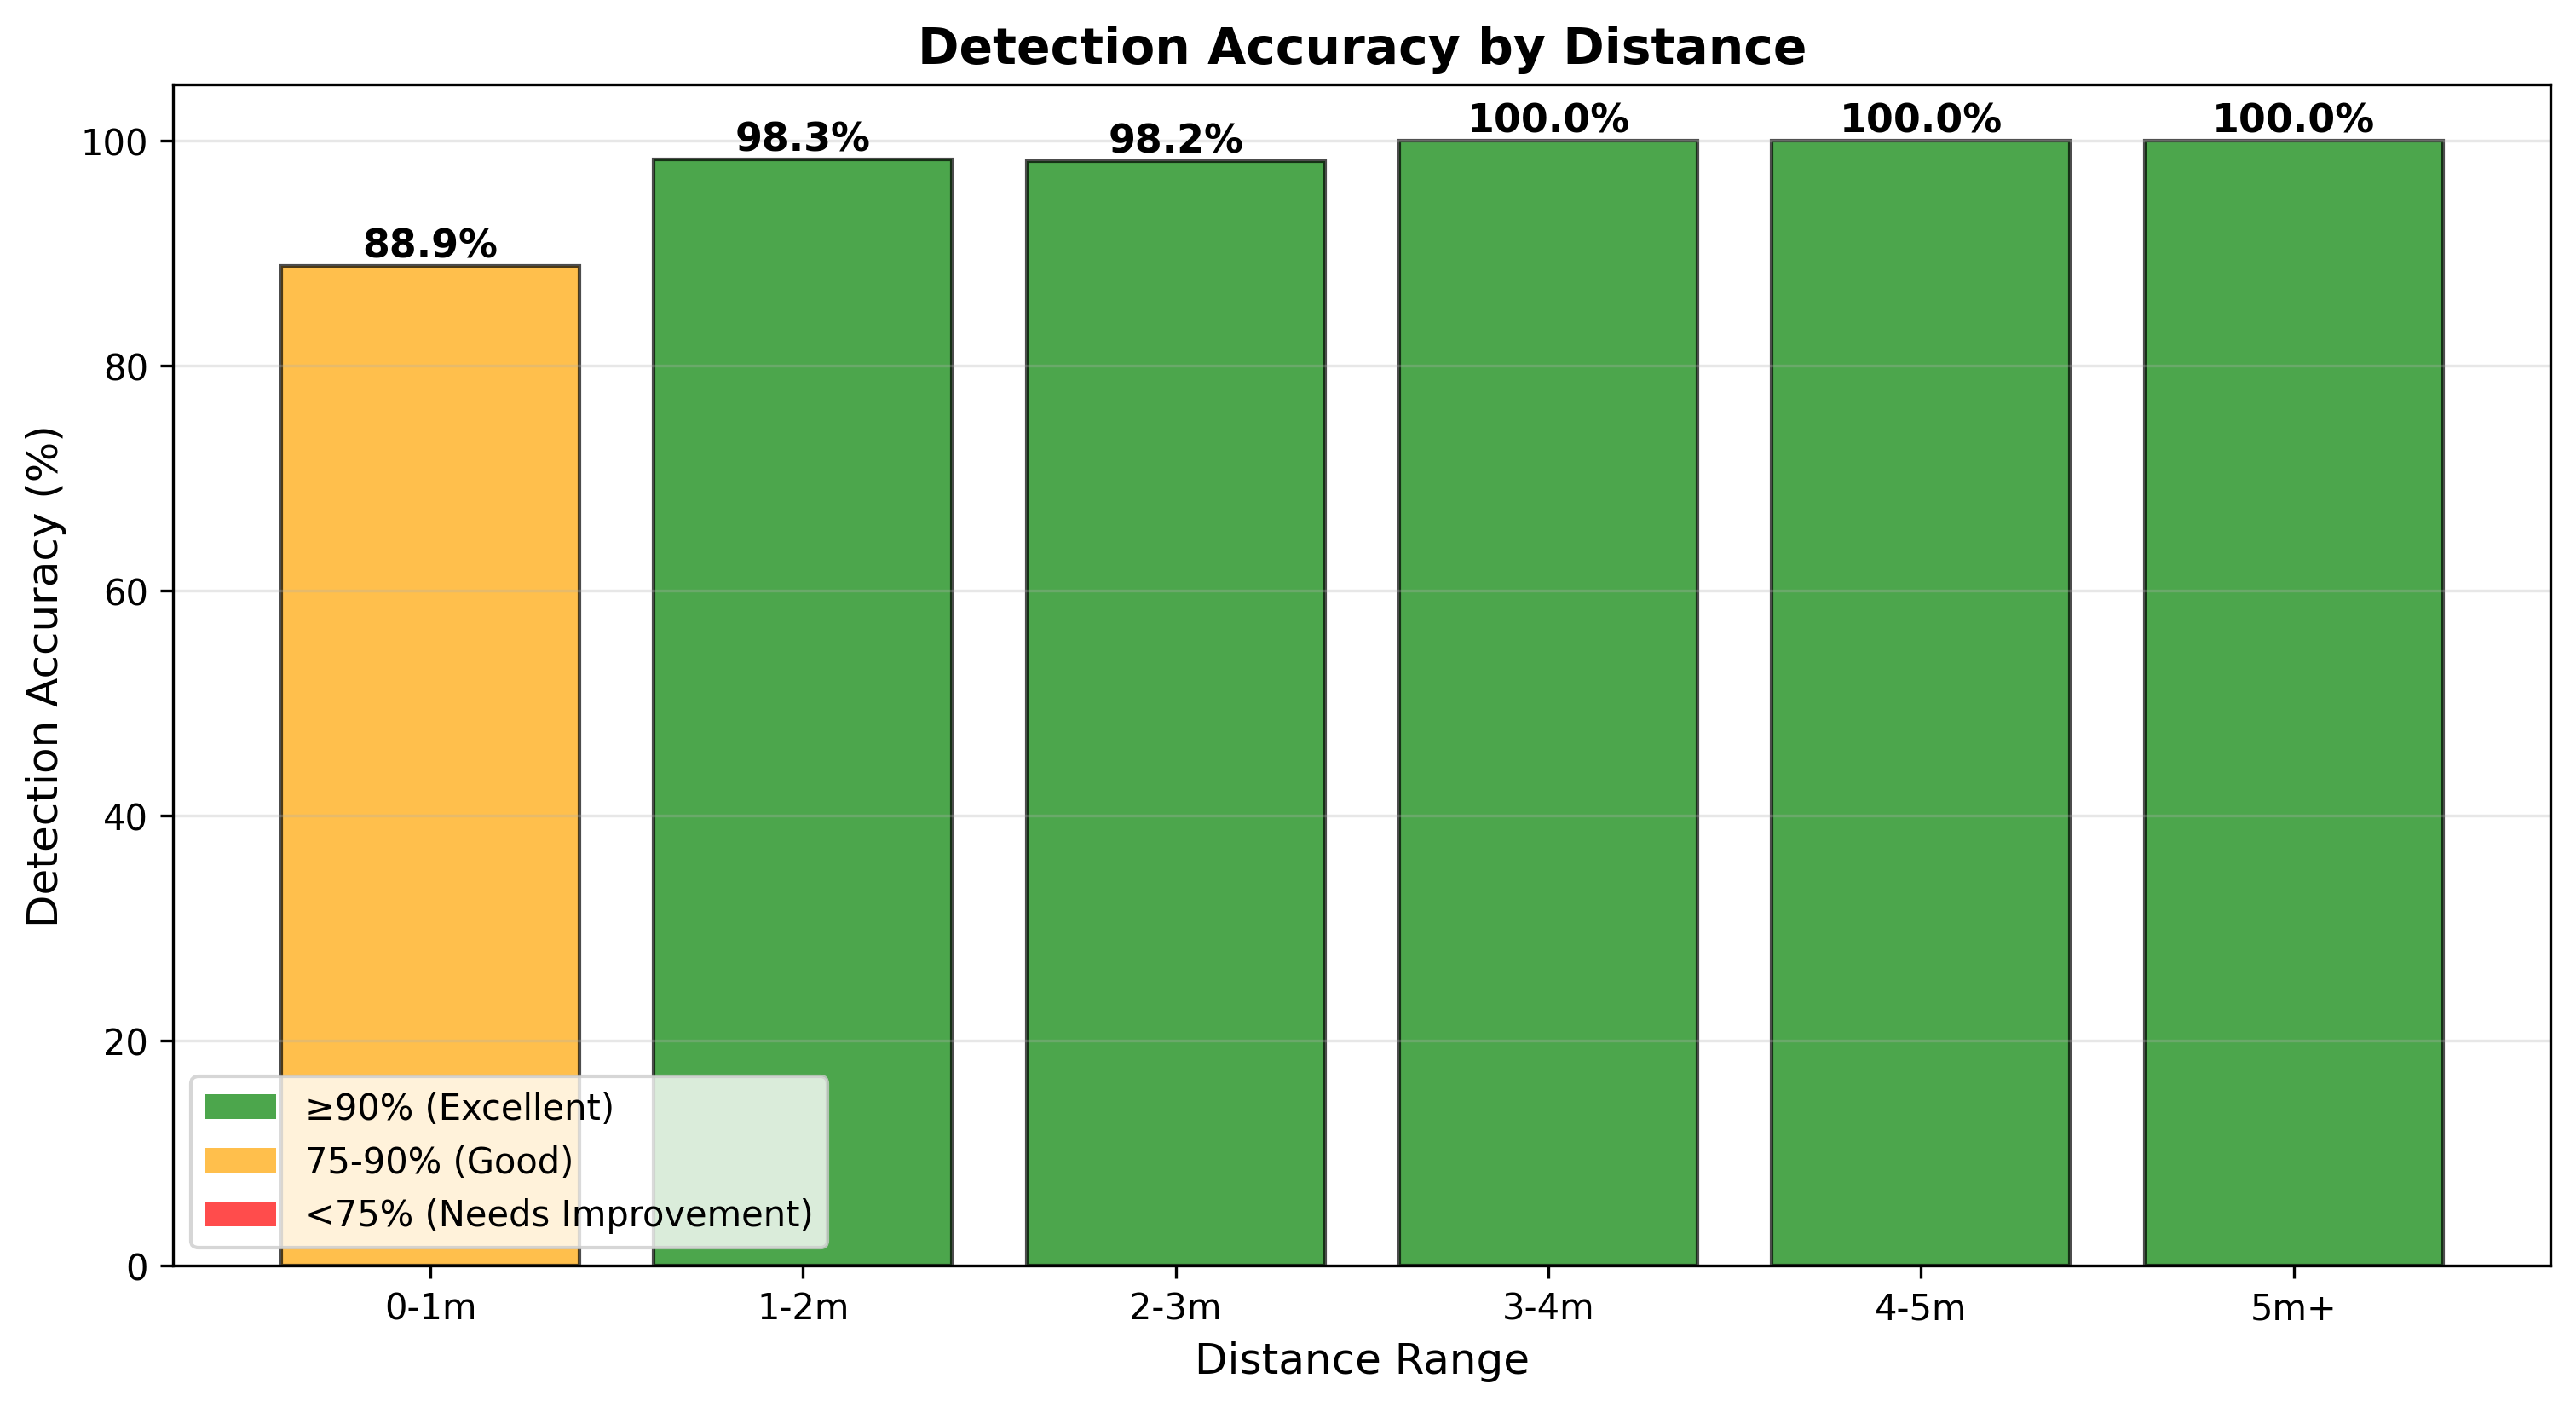 Detection Accuracy by Distance
Detection Accuracy (%)
100
80
60
40
20
0
88.9%
98.3%
98.2%
100.0%
100.0%
100.0%
≥90% (Excellent)
75-90% (Good)
<75% (Needs Improvement)
0-1m
1-2m
2-3m
3-4m
4-5m
5m+
Distance Range